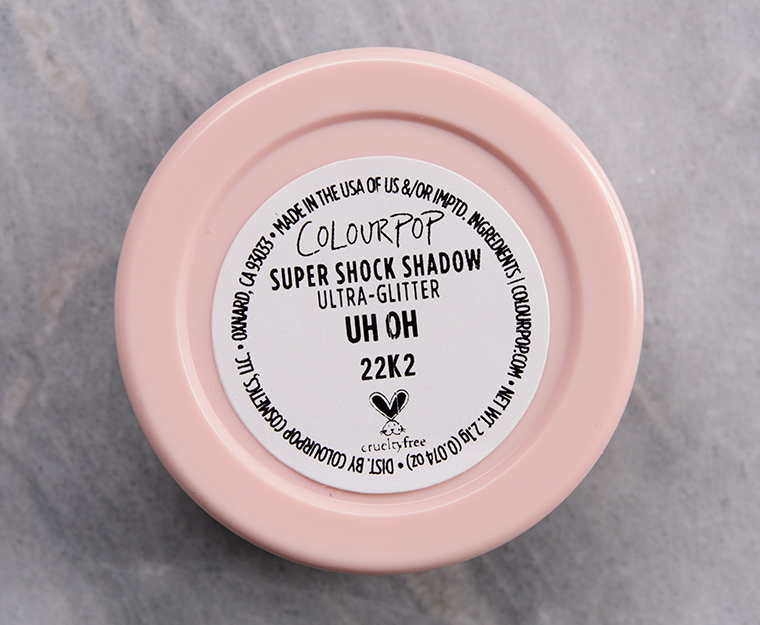 COLOURPOP
SUPER SHOCK SHADOW
ULTRA-GLITTER
UH OH
22K2
crueltyfree
DIST. BY COLOURPOP COSMETICS, LLC • OXNARD, CA 93033 • MADE IN THE USA OF US &/OR IMPTD. INGREDIENTS | COLOURPOP.COM • NET WT. 2.1g (0.074 oz) •